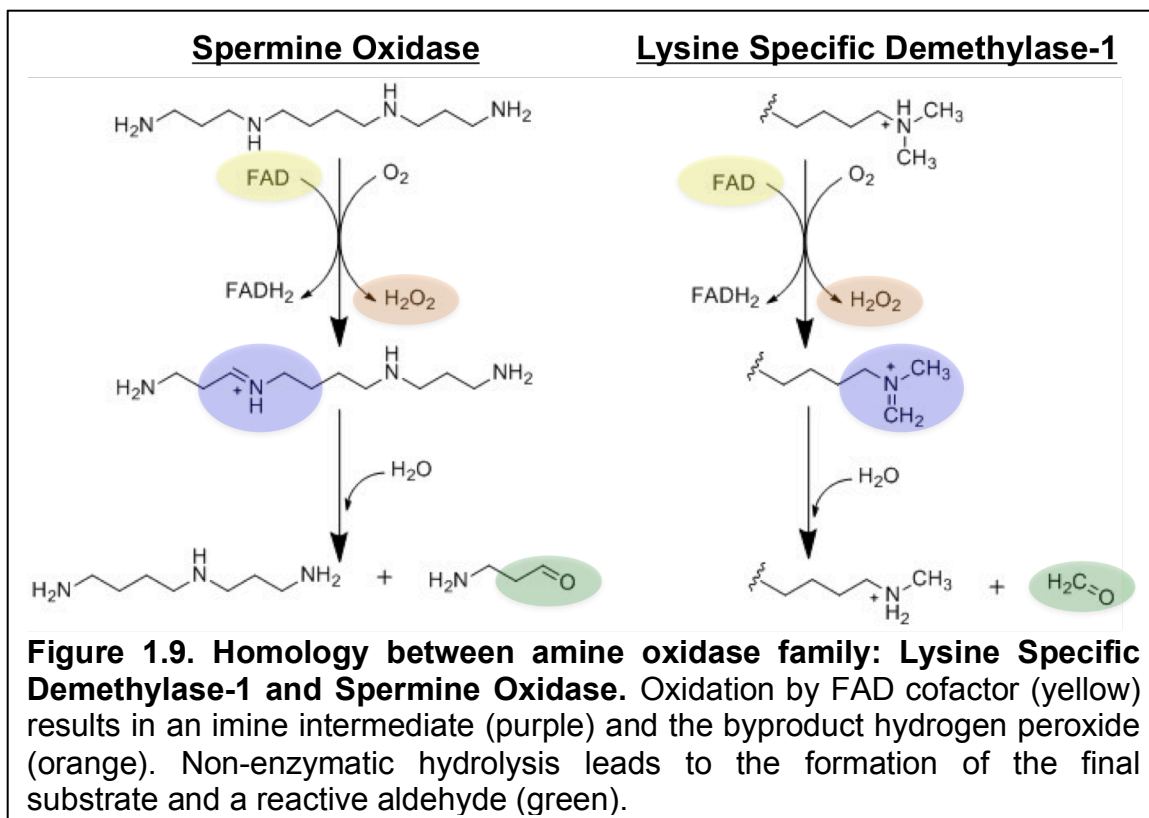 Spermine Oxidase
Lysine Specific Demethylase-1
H2N
N
H
H
N
NH2
H
+N
CH3
CH3
FAD
O2
FADH2
H2O2
FAD
O2
FADH2
H2O2
H2N
+N
H
H
N
NH2
+
N
CH3
CH2
H2O
H2O
H2N
H
N
NH2
+
H2N
O
+N
H2
CH3
+
H2C
O
Figure 1.9. Homology between amine oxidase family: Lysine Specific
Demethylase-1 and Spermine Oxidase. Oxidation by FAD cofactor (yellow)
results in an imine intermediate (purple) and the byproduct hydrogen peroxide
(orange). Non-enzymatic hydrolysis leads to the formation of the final
substrate and a reactive aldehyde (green).